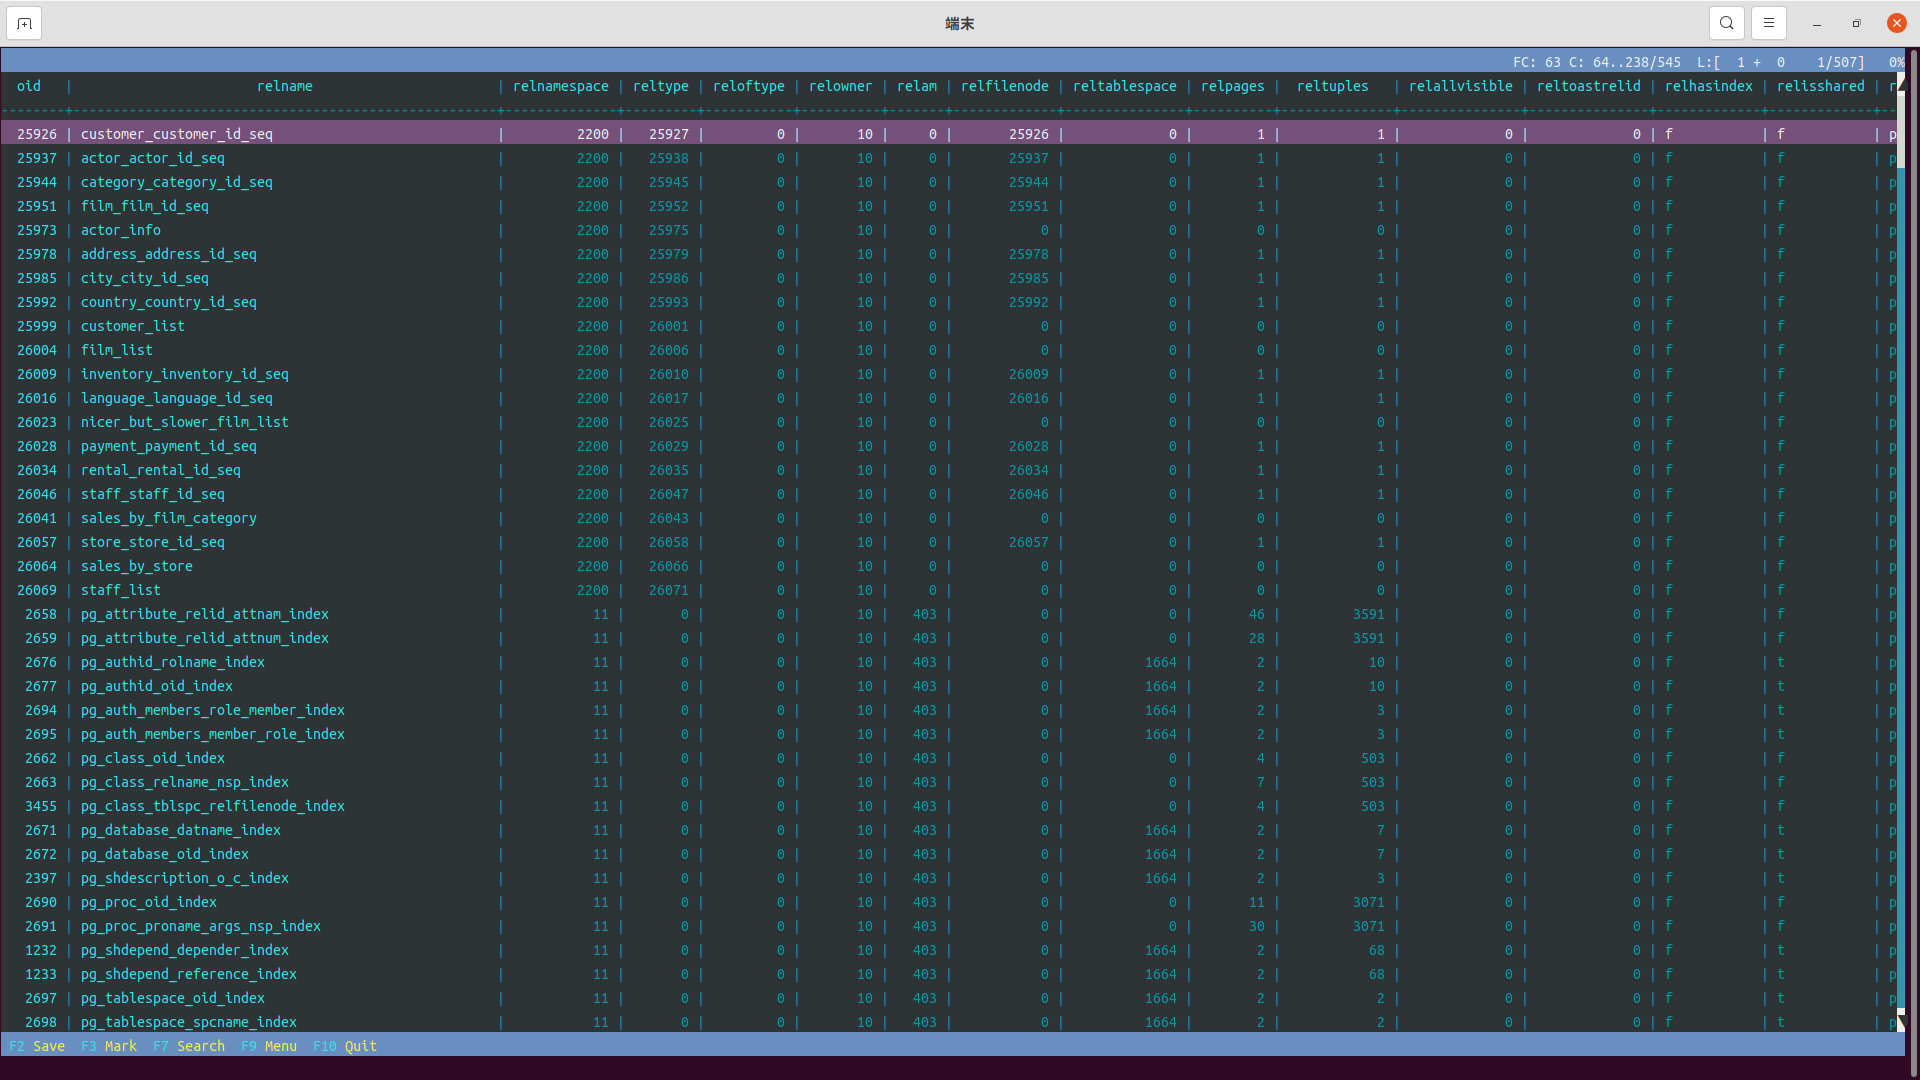 端末
FC: 63 C: 64..238/545  L:[  1 +  0    1/507]   0%
oid | relname | relnamespace | reltype | reloftype | relowner | relam | relfilenode | reltablespace | relpages | reltuples | relallvisible | reltoastrelid | relhasindex | relisshared | r
25926 | customer_customer_id_seq | 2200 | 25927 | 0 | 10 | 0 | 25926 | 0 | 1 | 1 | 0 | 0 | f | f | p
25937 | actor_actor_id_seq | 2200 | 25938 | 0 | 10 | 0 | 25937 | 0 | 1 | 1 | 0 | 0 | f | f | p
25944 | category_category_id_seq | 2200 | 25945 | 0 | 10 | 0 | 25944 | 0 | 1 | 1 | 0 | 0 | f | f | p
25951 | film_film_id_seq | 2200 | 25952 | 0 | 10 | 0 | 25951 | 0 | 1 | 1 | 0 | 0 | f | f | p
25973 | actor_info | 2200 | 25975 | 0 | 10 | 0 | 0 | 0 | 0 | 0 | 0 | 0 | f | f | p
25978 | address_address_id_seq | 2200 | 25979 | 0 | 10 | 0 | 25978 | 0 | 1 | 1 | 0 | 0 | f | f | p
25985 | city_city_id_seq | 2200 | 25986 | 0 | 10 | 0 | 25985 | 0 | 1 | 1 | 0 | 0 | f | f | p
25992 | country_country_id_seq | 2200 | 25993 | 0 | 10 | 0 | 25992 | 0 | 1 | 1 | 0 | 0 | f | f | p
25999 | customer_list | 2200 | 26001 | 0 | 10 | 0 | 0 | 0 | 0 | 0 | 0 | 0 | f | f | p
26004 | film_list | 2200 | 26006 | 0 | 10 | 0 | 0 | 0 | 0 | 0 | 0 | 0 | f | f | p
26009 | inventory_inventory_id_seq | 2200 | 26010 | 0 | 10 | 0 | 26009 | 0 | 1 | 1 | 0 | 0 | f | f | p
26016 | language_language_id_seq | 2200 | 26017 | 0 | 10 | 0 | 26016 | 0 | 1 | 1 | 0 | 0 | f | f | p
26023 | nicer_but_slower_film_list | 2200 | 26025 | 0 | 10 | 0 | 0 | 0 | 0 | 0 | 0 | 0 | f | f | p
26028 | payment_payment_id_seq | 2200 | 26029 | 0 | 10 | 0 | 26028 | 0 | 1 | 1 | 0 | 0 | f | f | p
26034 | rental_rental_id_seq | 2200 | 26035 | 0 | 10 | 0 | 26034 | 0 | 1 | 1 | 0 | 0 | f | f | p
26046 | staff_staff_id_seq | 2200 | 26047 | 0 | 10 | 0 | 26046 | 0 | 1 | 1 | 0 | 0 | f | f | p
26041 | sales_by_film_category | 2200 | 26043 | 0 | 10 | 0 | 0 | 0 | 0 | 0 | 0 | 0 | f | f | p
26057 | store_store_id_seq | 2200 | 26058 | 0 | 10 | 0 | 26057 | 0 | 1 | 1 | 0 | 0 | f | f | p
26064 | sales_by_store | 2200 | 26066 | 0 | 10 | 0 | 0 | 0 | 0 | 0 | 0 | 0 | f | f | p
26069 | staff_list | 2200 | 26071 | 0 | 10 | 0 | 0 | 0 | 0 | 0 | 0 | 0 | f | f | p
2658 | pg_attribute_relid_attnam_index | 11 | 0 | 0 | 10 | 403 | 0 | 0 | 46 | 3591 | 0 | 0 | f | f | p
2659 | pg_attribute_relid_attnum_index | 11 | 0 | 0 | 10 | 403 | 0 | 0 | 28 | 3591 | 0 | 0 | f | f | p
2676 | pg_authid_rolname_index | 11 | 0 | 0 | 10 | 403 | 0 | 1664 | 2 | 10 | 0 | 0 | f | t | p
2677 | pg_authid_oid_index | 11 | 0 | 0 | 10 | 403 | 0 | 1664 | 2 | 10 | 0 | 0 | f | t | p
2694 | pg_auth_members_role_member_index | 11 | 0 | 0 | 10 | 403 | 0 | 1664 | 2 | 3 | 0 | 0 | f | t | p
2695 | pg_auth_members_member_role_index | 11 | 0 | 0 | 10 | 403 | 0 | 1664 | 2 | 3 | 0 | 0 | f | t | p
2662 | pg_class_oid_index | 11 | 0 | 0 | 10 | 403 | 0 | 0 | 4 | 503 | 0 | 0 | f | f | p
2663 | pg_class_relname_nsp_index | 11 | 0 | 0 | 10 | 403 | 0 | 0 | 7 | 503 | 0 | 0 | f | f | p
3455 | pg_class_tblspc_relfilenode_index | 11 | 0 | 0 | 10 | 403 | 0 | 0 | 4 | 503 | 0 | 0 | f | f | p
2671 | pg_database_datname_index | 11 | 0 | 0 | 10 | 403 | 0 | 1664 | 2 | 7 | 0 | 0 | f | t | p
2672 | pg_database_oid_index | 11 | 0 | 0 | 10 | 403 | 0 | 1664 | 2 | 7 | 0 | 0 | f | t | p
2397 | pg_shdescription_o_c_index | 11 | 0 | 0 | 10 | 403 | 0 | 1664 | 2 | 3 | 0 | 0 | f | t | p
2690 | pg_proc_oid_index | 11 | 0 | 0 | 10 | 403 | 0 | 0 | 11 | 3071 | 0 | 0 | f | f | p
2691 | pg_proc_proname_args_nsp_index | 11 | 0 | 0 | 10 | 403 | 0 | 0 | 30 | 3071 | 0 | 0 | f | f | p
1232 | pg_shdepend_depender_index | 11 | 0 | 0 | 10 | 403 | 0 | 1664 | 2 | 68 | 0 | 0 | f | t | p
1233 | pg_shdepend_reference_index | 11 | 0 | 0 | 10 | 403 | 0 | 1664 | 2 | 68 | 0 | 0 | f | t | p
2697 | pg_tablespace_oid_index | 11 | 0 | 0 | 10 | 403 | 0 | 1664 | 2 | 2 | 0 | 0 | f | t | p
2698 | pg_tablespace_spcname_index | 11 | 0 | 0 | 10 | 403 | 0 | 1664 | 2 | 2 | 0 | 0 | f | t | p
F2 Save  F3 Mark  F7 Search  F9 Menu  F10 Quit